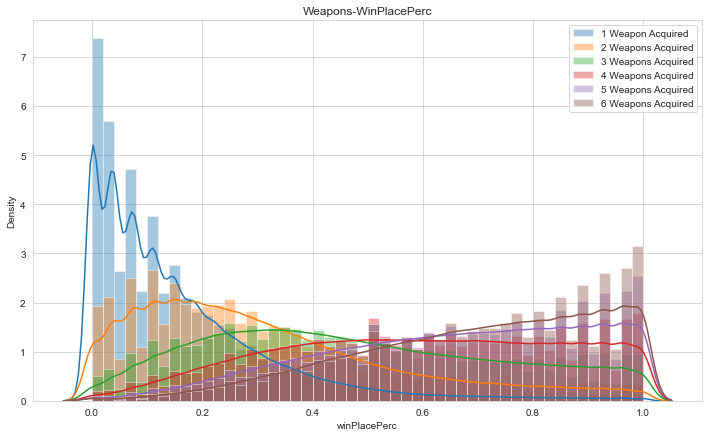 Weapons-WinPlacePerc
1 Weapon Acquired
2 Weapons Acquired
3 Weapons Acquired
4 Weapons Acquired
5 Weapons Acquired
6 Weapons Acquired
7
6
5
4
3
2
1
0
Density
0.0 0.2 0.4 0.6 0.8 1.0
winPlacePerc